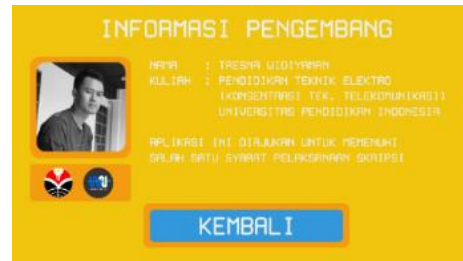 INFORMASI PENGEMBANG
NAMA : TRESNA WIDIYAMAN
KULIAH : PENDIDIKAN TEKNIK ELEKTRO
(KONSENTRASI TEK. TELEKOMUNIKASI)
UNIVERSITAS PENDIDIKAN INDONESIA
APLIKASI INI DIAJUKAN UNTUK MEMENUHI
SALAH SATU SYARAT PELAKSANAAN SKRIPSI
KEMBALI